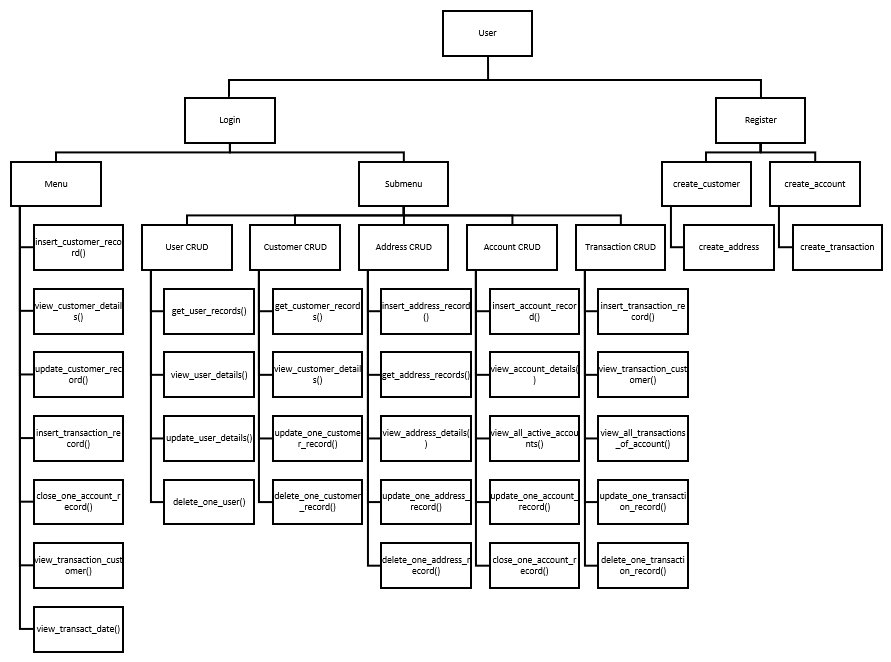 User
Login
Register
Menu
Submenu
create_customer
create_account
insert_customer_reco
rd()
User CRUD
Customer CRUD
Address CRUD
Account CRUD
Transaction CRUD
create_address
create_transaction
view_customer_detail
s()
get_user_records()
get_customer_record
s()
insert_address_record
()
insert_account_recor
d()
insert_transaction_re
cord()
update_customer_rec
ord()
view_user_details()
view_customer_detail
s()
get_address_records()
view_account_details(
)
view_transaction_cust
omer()
insert_transaction_re
cord()
update_user_details()
update_one_custome
r_record()
view_address_details(
)
view_all_active_accou
nts()
view_all_transactions
_of_account()
close_one_account_r
ecord()
delete_one_user()
delete_one_customer
_record()
update_one_address_
record()
update_one_account_
record()
update_one_transacti
on_record()
view_transaction_cust
omer()
delete_one_address_r
ecord()
close_one_account_r
ecord()
delete_one_transacti
on_record()
view_transact_date()